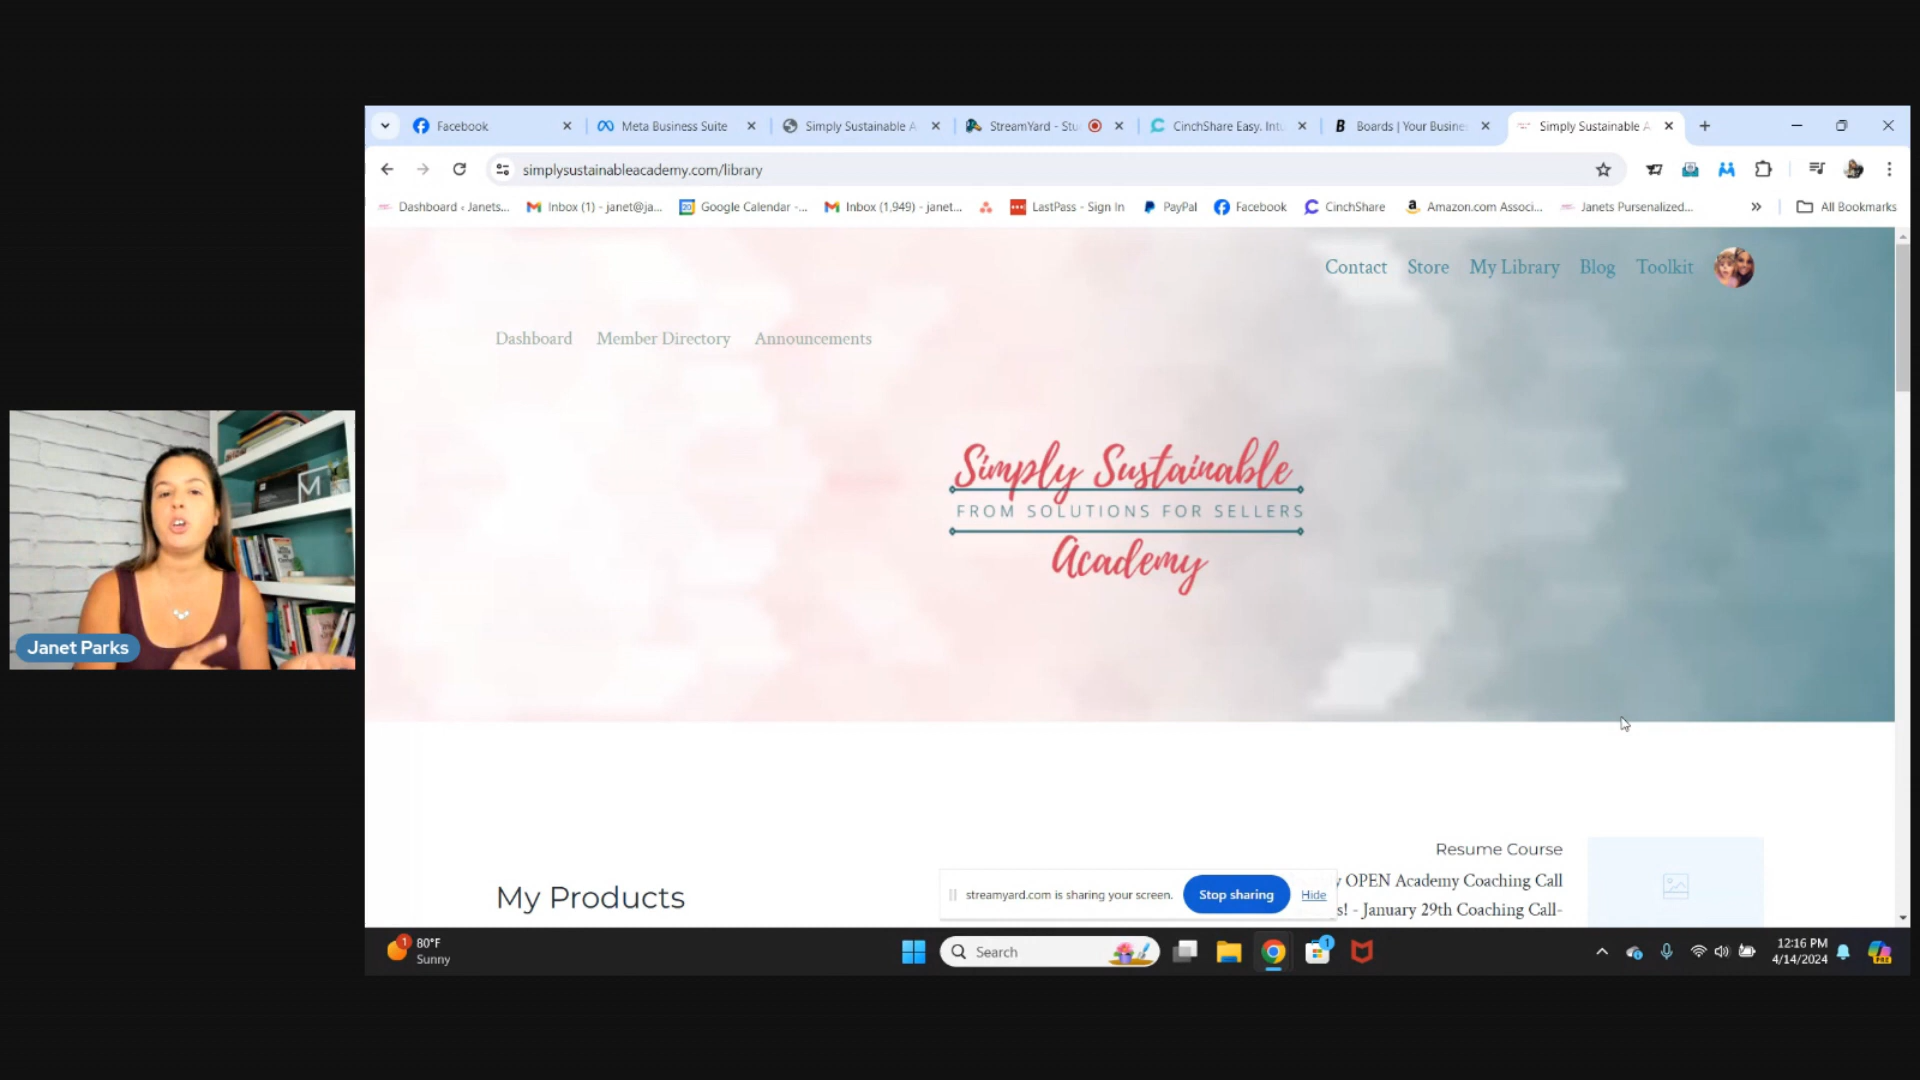 Facebook
Meta Business Suite
Simply Sustainable A
StreamYard - Stu
CinchShare Easy. Intu
Boards | Your Busine
Simply Sustainable A
simplysustainableacademy.com/library
Dashboard ‹ Janets...
Inbox (1) - janet@ja...
Google Calendar -...
Inbox (1,949) - janet...
LastPass - Sign In
PayPal
Facebook
CinchShare
Amazon.com Associ...
Janets Pursenalized...
»
All Bookmarks
Contact
Store
My Library
Blog
Toolkit
Dashboard
Member Directory
Announcements
Simply Sustainable
FROM SOLUTIONS FOR SELLERS
Academy
M
Janet Parks
Resume Course
OPEN Academy Coaching Call
s! - January 29th Coaching Call-
My Products
streamyard.com is sharing your screen.
Stop sharing
Hide
1
80°F
Sunny
Search
1
12:16 PM
4/14/2024
PRE